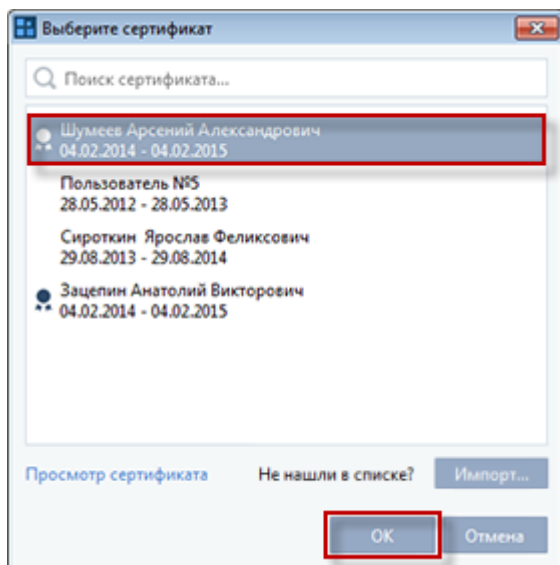 Выберите сертификат
Поиск сертификата...
Шумеев Арсений Александрович
04.02.2014 - 04.02.2015
Пользователь №5
28.05.2012 - 28.05.2013
Сироткин Ярослав Феликсович
29.08.2013 - 29.08.2014
Зацепин Анатолий Викторович
04.02.2014 - 04.02.2015
Просмотр сертификата Не нашли в списке? Импорт...
ОК Отмена